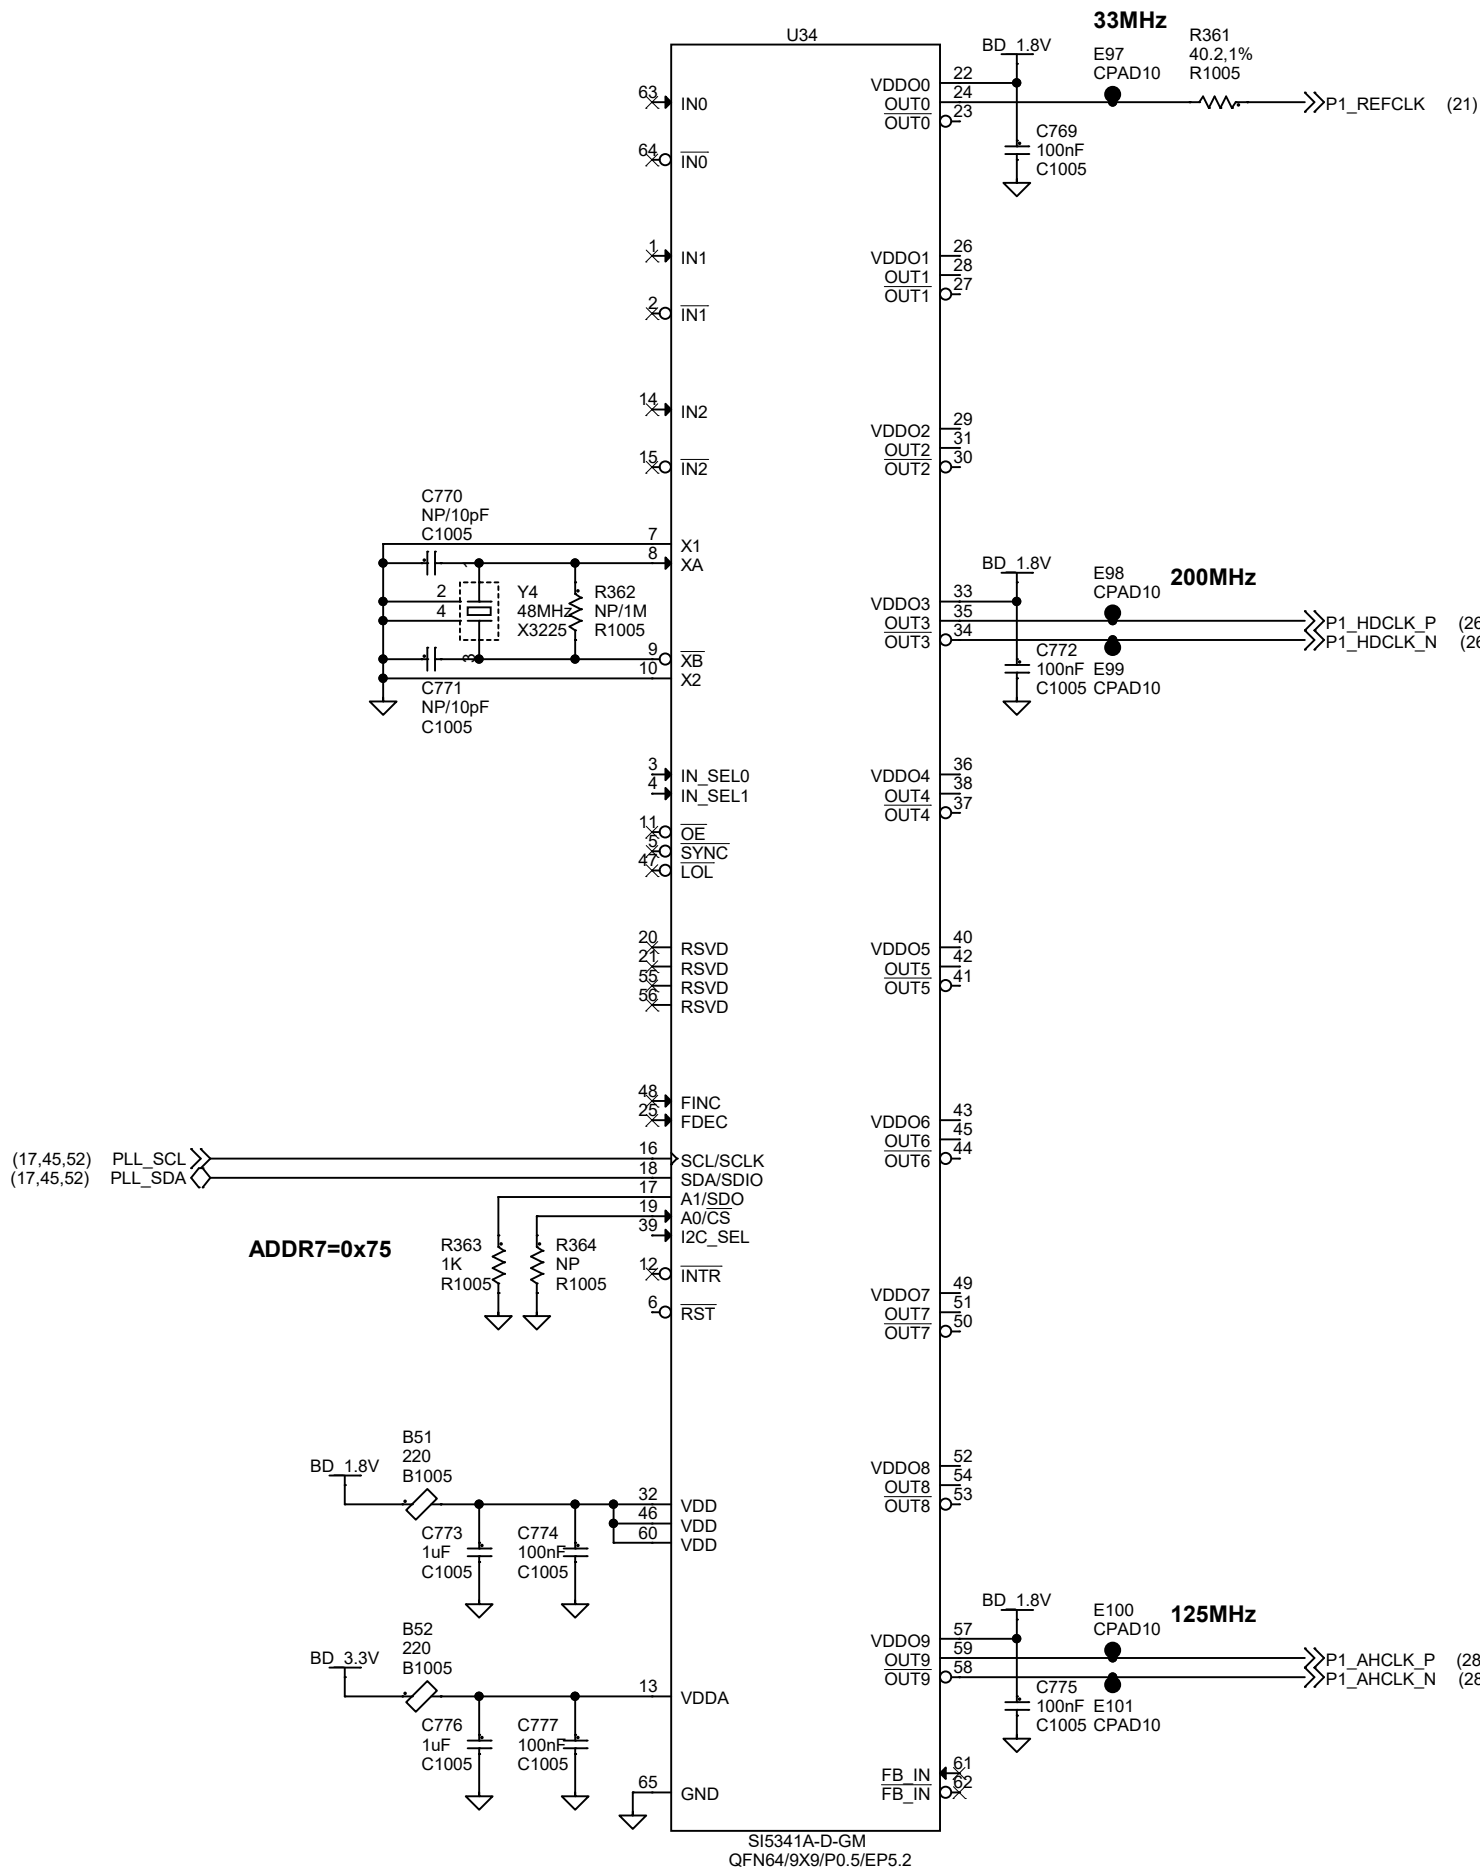 U34
33MHz
BD_1.8V
E97
CPAD10
R361
40.2,1%
R1005
63
IN0
64
IN0
VDDO0
22
OUT0
24
OUT0
23
P1_REFCLK (21)
C769
100nF
C1005
1
IN1
2
IN1
VDDO1
26
OUT1
28
OUT1
27
14
IN2
15
IN2
VDDO2
29
OUT2
31
OUT2
30
C770
NP/10pF
C1005
7
X1
8
XA
1
2
4
3
Y4
48MHz
X3225
R362
NP/1M
R1005
9
XB
10
X2
C771
NP/10pF
C1005
BD_1.8V
E98
CPAD10
200MHz
VDDO3
33
OUT3
35
OUT3
34
P1_HDCLK_P (26
P1_HDCLK_N (26
C772
100nF
C1005
E99
CPAD10
3
IN_SEL0
4
IN_SEL1
11
OE
5
SYNC
47
LOL
VDDO4
36
OUT4
38
OUT4
37
20
RSVD
21
RSVD
55
RSVD
56
RSVD
VDDO5
40
OUT5
42
OUT5
41
48
FINC
25
FDEC
VDDO6
43
OUT6
45
OUT6
44
(17,45,52) PLL_SCL
16
SCL/SCLK
(17,45,52) PLL_SDA
18
SDA/SDIO
17
A1/SDO
19
A0/CS
39
I2C_SEL
ADDR7=0x75
R363
1K
R1005
R364
NP
R1005
12
INTR
6
RST
VDDO7
49
OUT7
51
OUT7
50
B51
220
B1005
BD_1.8V
32
VDD
46
VDD
60
VDD
C773
1uF
C1005
C774
100nF
C1005
VDDO8
52
OUT8
54
OUT8
53
B52
220
B1005
BD_3.3V
13
VDDA
C776
1uF
C1005
C777
100nF
C1005
BD_1.8V
E100
CPAD10
125MHz
VDDO9
57
OUT9
59
OUT9
58
P1_AHCLK_P (28
P1_AHCLK_N (28
C775
100nF
C1005
E101
CPAD10
65
GND
FB_IN
61
FB_IN
62
SI5341A-D-GM
QFN64/9X9/P0.5/EP5.2